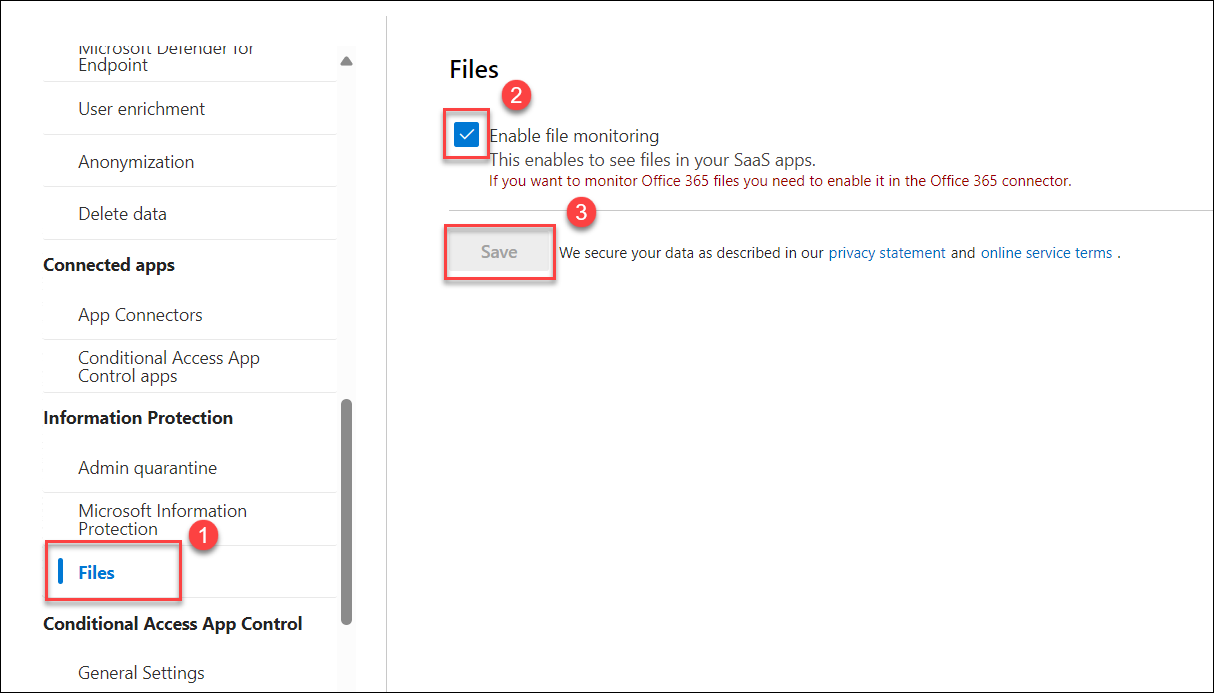 Microsoft Defender for
Endpoint
User enrichment
Anonymization
Delete data
Connected apps
App Connectors
Conditional Access App
Control apps
Information Protection
Admin quarantine
Microsoft Information
Protection
1
Files
Conditional Access App Control
General Settings
Files
2
Enable file monitoring
This enables to see files in your SaaS apps.
If you want to monitor Office 365 files you need to enable it in the Office 365 connector.
3
Save We secure your data as described in our privacy statement and online service terms .